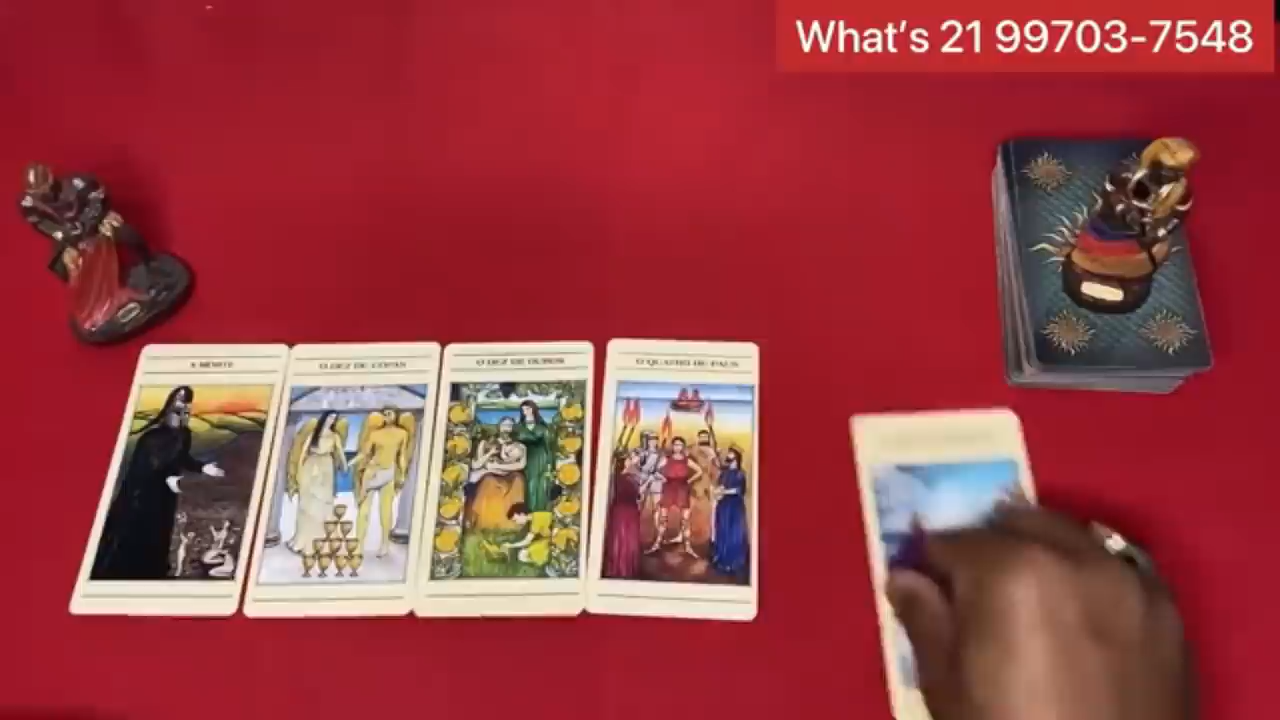 What's 21 99703-7548
A MORTE
O DEZ DE COPAS
O DEZ DE OUROS
O QUATRO DE PAUS